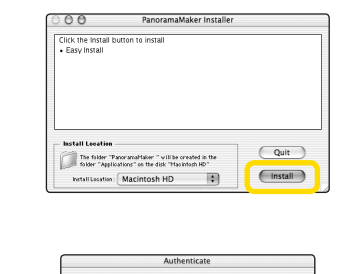 PanoramaMaker Installer
Click the Install button to install
• Easy Install
Install Location
The folder "PanoramaMaker " will be created in the
folder "Applications" on the disk "Macintosh HD"
Quit
Install Location: Macintosh HD
Install
Authenticate